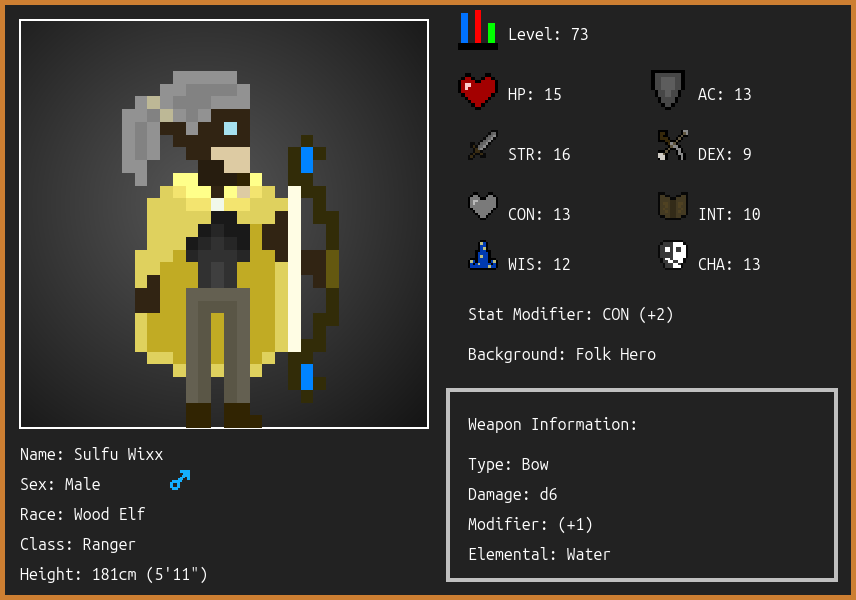 Level: 73
HP: 15
AC: 13
STR: 16
DEX: 9
CON: 13
INT: 10
WIS: 12
CHA: 13
Stat Modifier: CON (+2)
Background: Folk Hero
Weapon Information:
Type: Bow
Damage: d6
Modifier: (+1)
Elemental: Water
Name: Sulfu Wixx
Sex: Male
Race: Wood Elf
Class: Ranger
Height: 181cm (5'11")